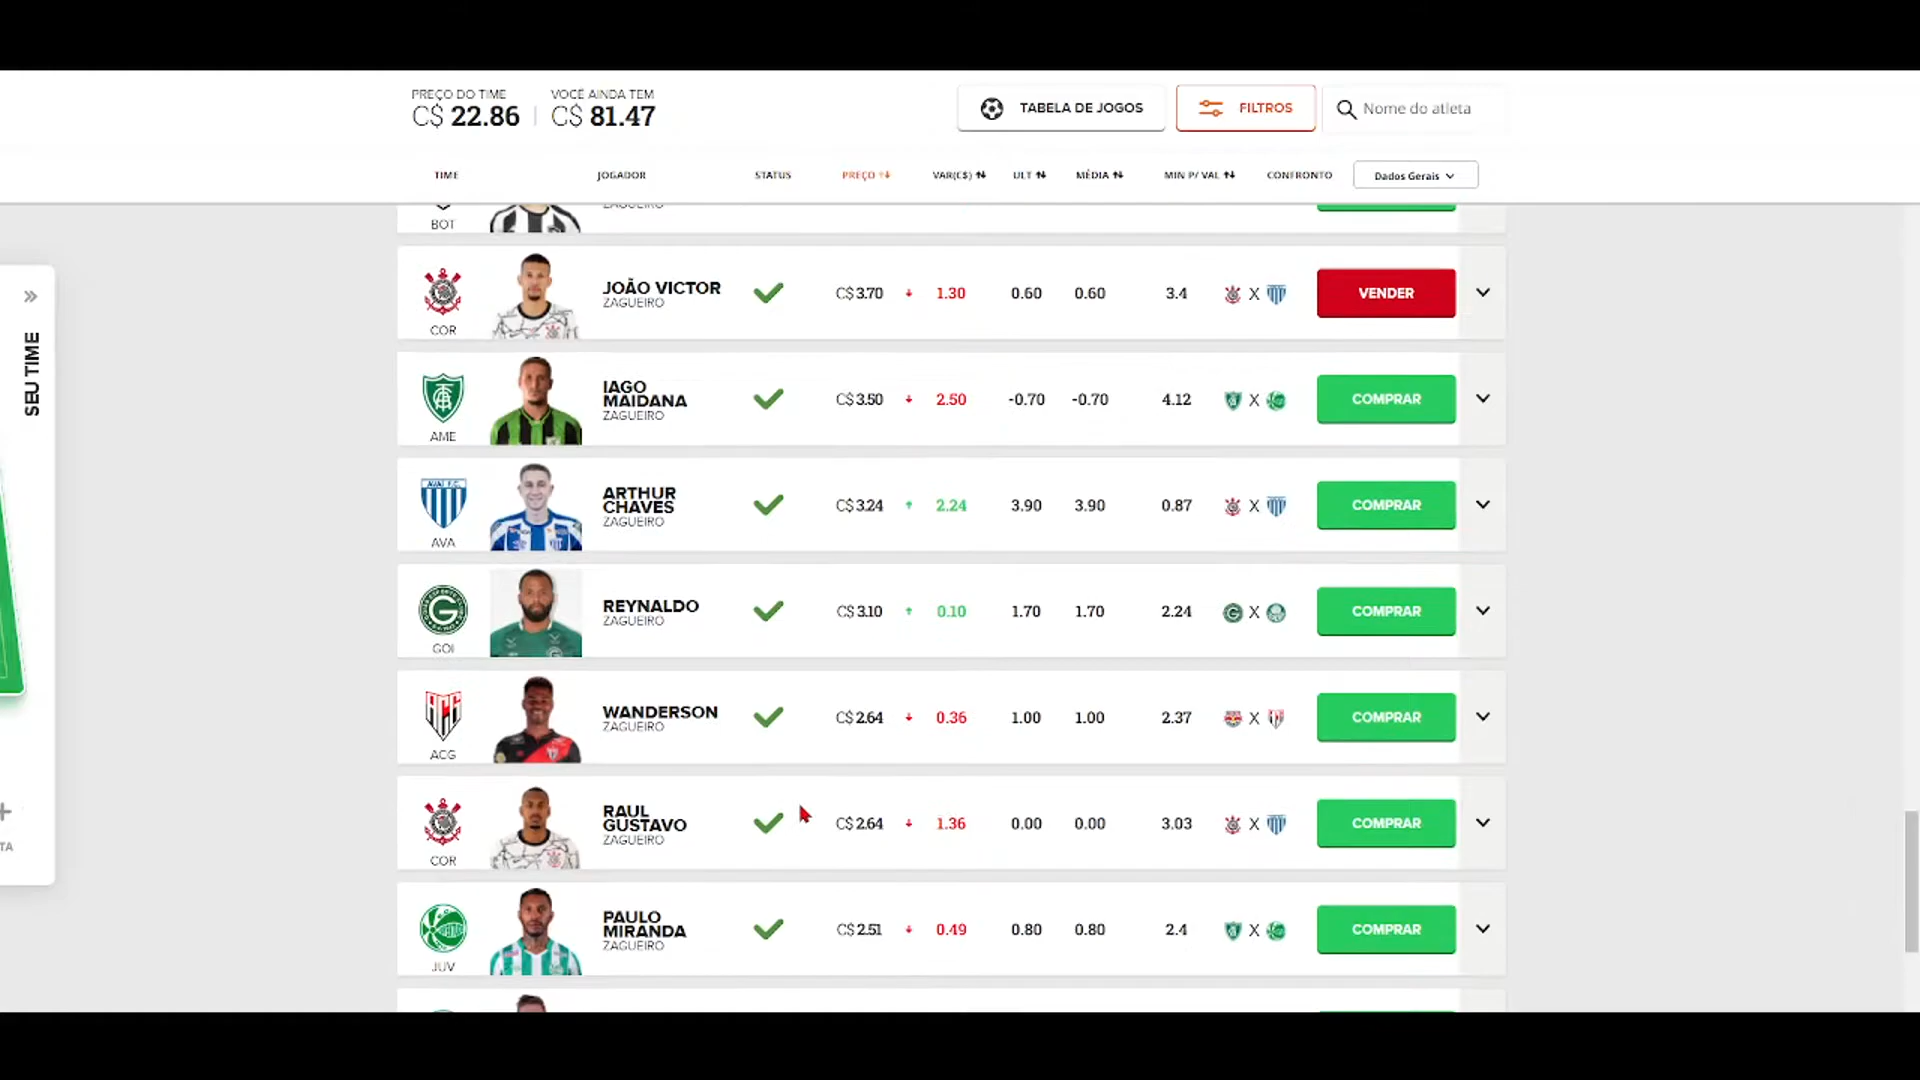 PREÇO DO TIME
C$ 22.86
VOCÊ AINDA TEM
C$ 81.47
TABELA DE JOGOS
FILTROS
Nome do atleta
TIME JOGADOR STATUS PREÇO VAR(C$) ULT MÉDIA MIN P/ VAL CONFRONTO Dados Gerais
BOT
ZAGUEIRO
JOÃO VICTOR
ZAGUEIRO
COR
C$ 3.70 1.30 0.60 0.60 3.4 X VENDER
IAGO
MAIDANA
ZAGUEIRO
AME
C$ 3.50 2.50 -0.70 -0.70 4.12 X COMPRAR
ARTHUR
CHAVES
ZAGUEIRO
AVA
C$ 3.24 2.24 3.90 3.90 0.87 X COMPRAR
REYNALDO
ZAGUEIRO
GOI
C$ 3.10 0.10 1.70 1.70 2.24 X COMPRAR
WANDERSON
ZAGUEIRO
ACG
C$ 2.64 0.36 1.00 1.00 2.37 X COMPRAR
RAUL
GUSTAVO
ZAGUEIRO
COR
C$ 2.64 1.36 0.00 0.00 3.03 X COMPRAR
PAULO
MIRANDA
ZAGUEIRO
JUV
C$ 2.51 0.49 0.80 0.80 2.4 X COMPRAR
SEU TIME
TA